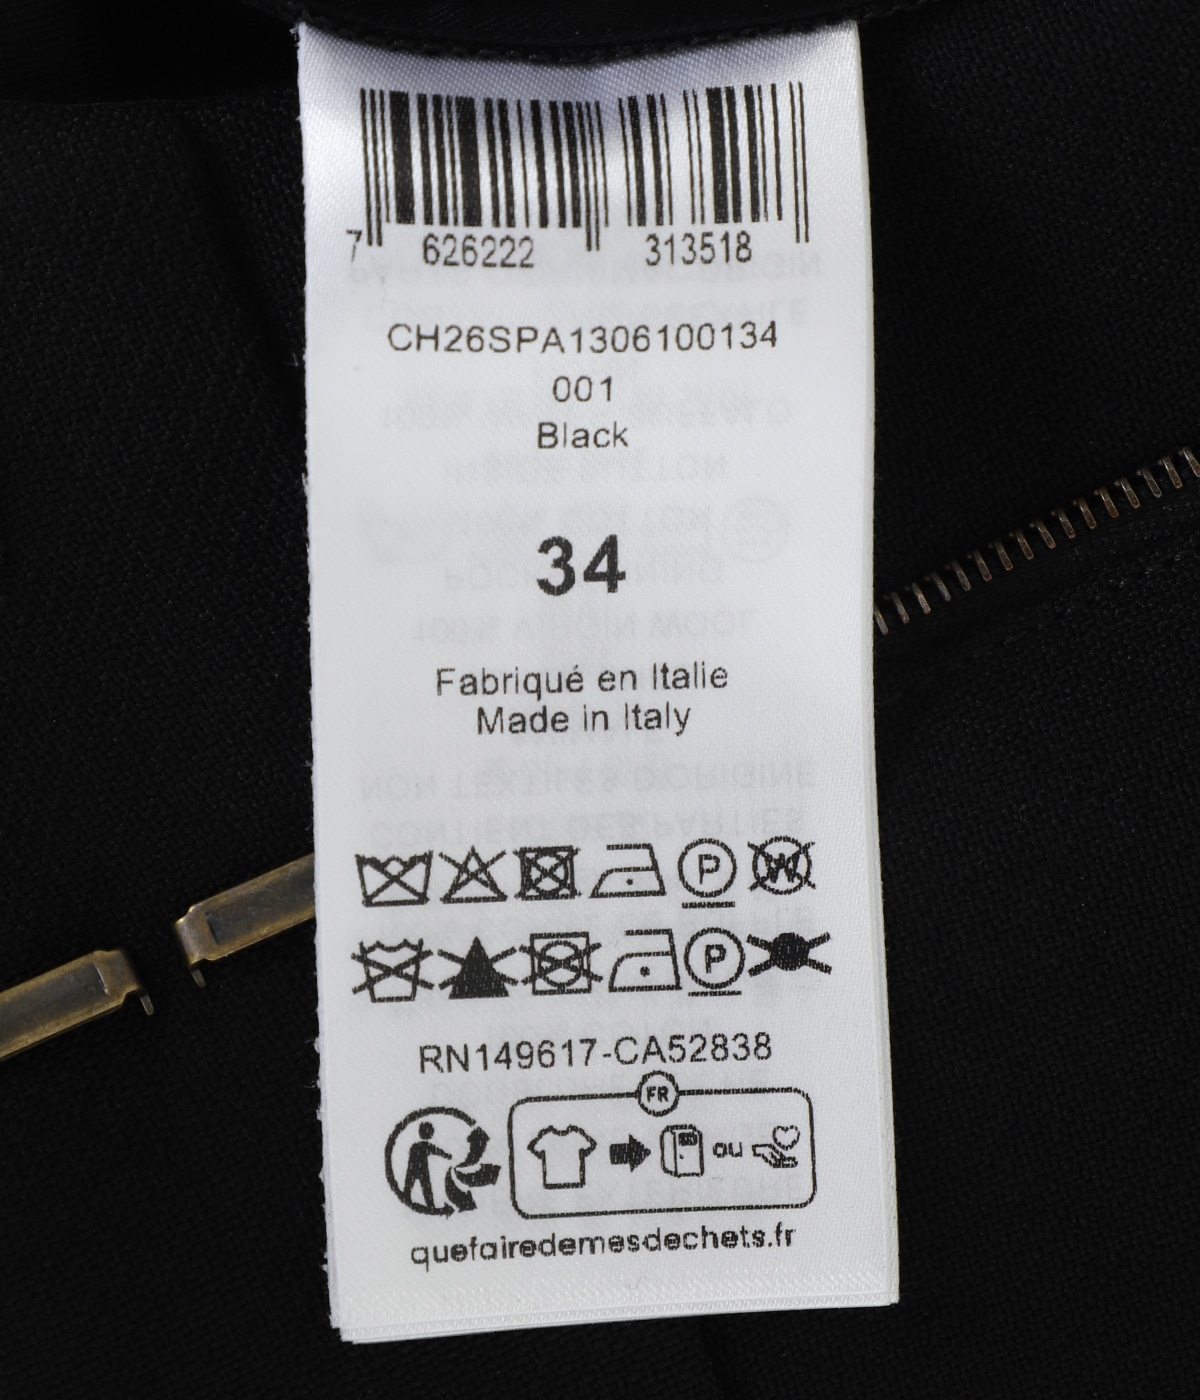 7 626222 313518
CH26SPA1306100134
001
Black
34
Fabriqué en Italie
Made in Italy
P W
P
RN149617-CA52838
FR
ou
quefairedemesdechets.fr